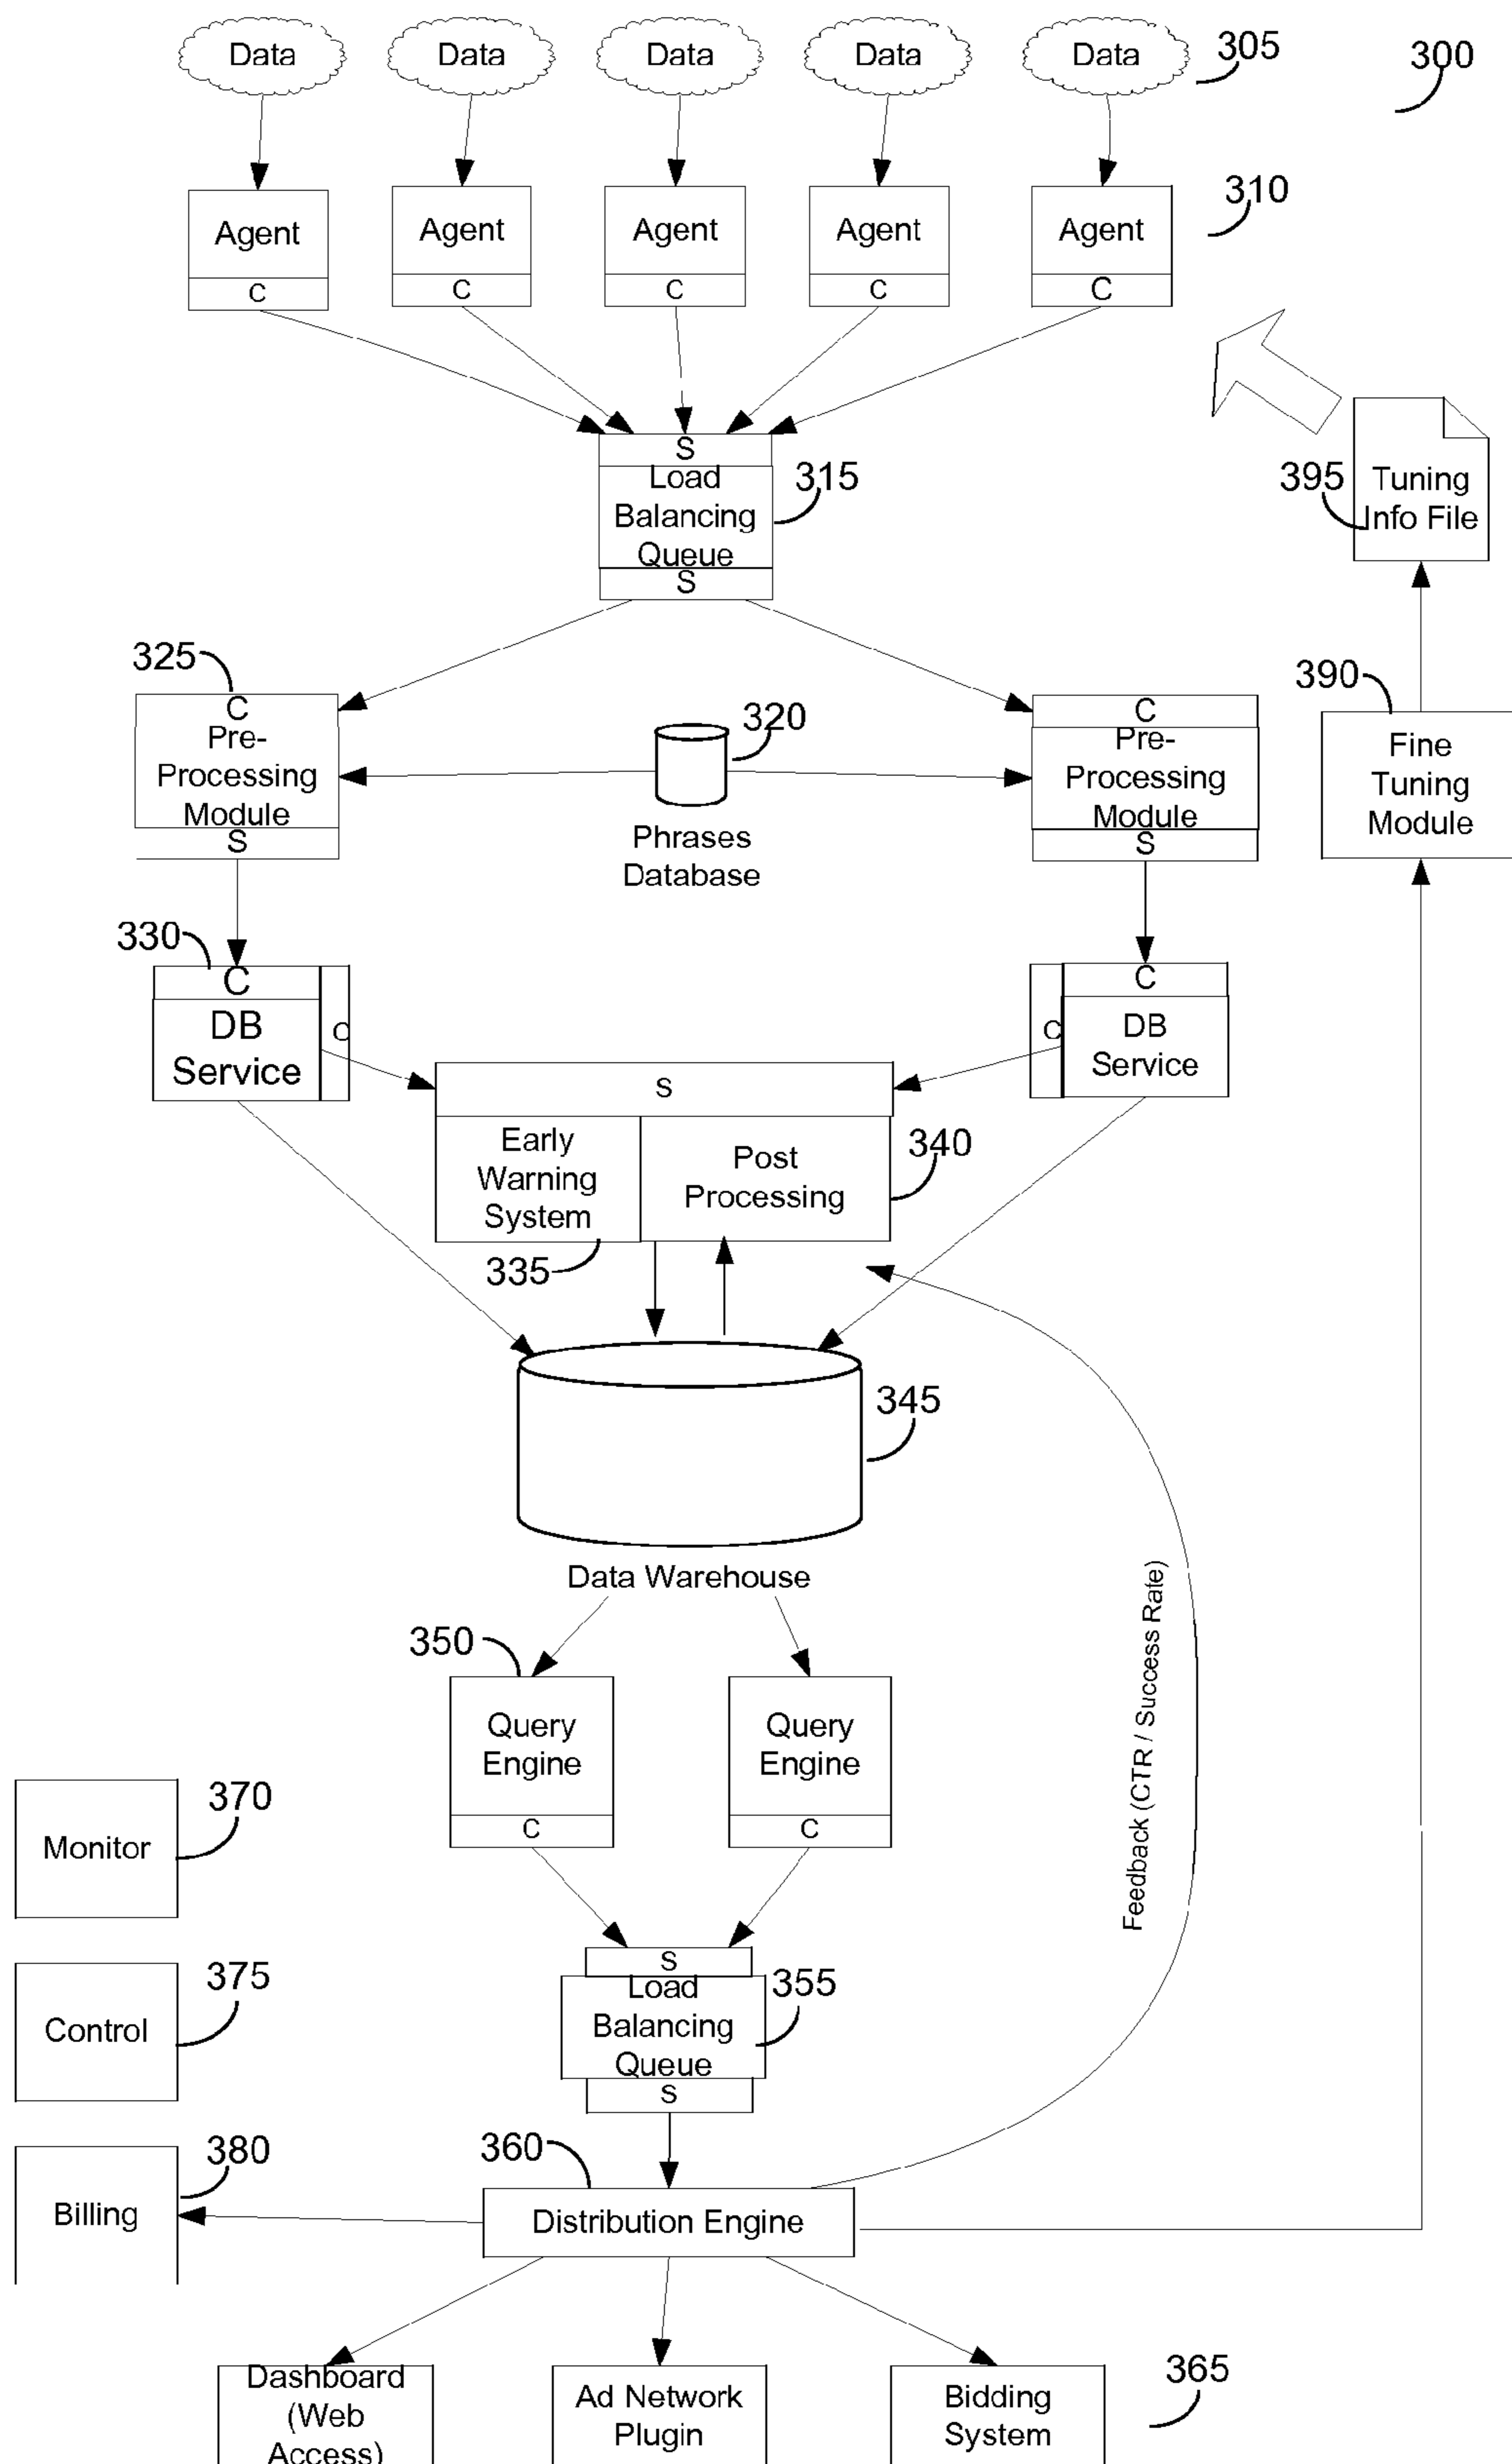 Data
Data
Data
Data
Data
305
300
Agent
C
Agent
C
Agent
C
Agent
C
Agent
C
310
S
Load
Balancing
Queue
S
315
395
Tuning
Info File
325
C
Pre-
Processing
Module
S
320
Phrases
Database
C
Pre-
Processing
Module
S
390
Fine
Tuning
Module
330
C
DB
Service
C
C
C
DB
Service
S
Early
Warning
System
Post
Processing
340
335
345
Data Warehouse
Feedback (CTR / Success Rate)
350
Query
Engine
C
Query
Engine
C
Monitor
370
S
Load
Balancing
Queue
S
355
Control
375
360
Distribution Engine
Billing
380
Dashboard
(Web
Access)
Ad Network
Plugin
Bidding
System
365